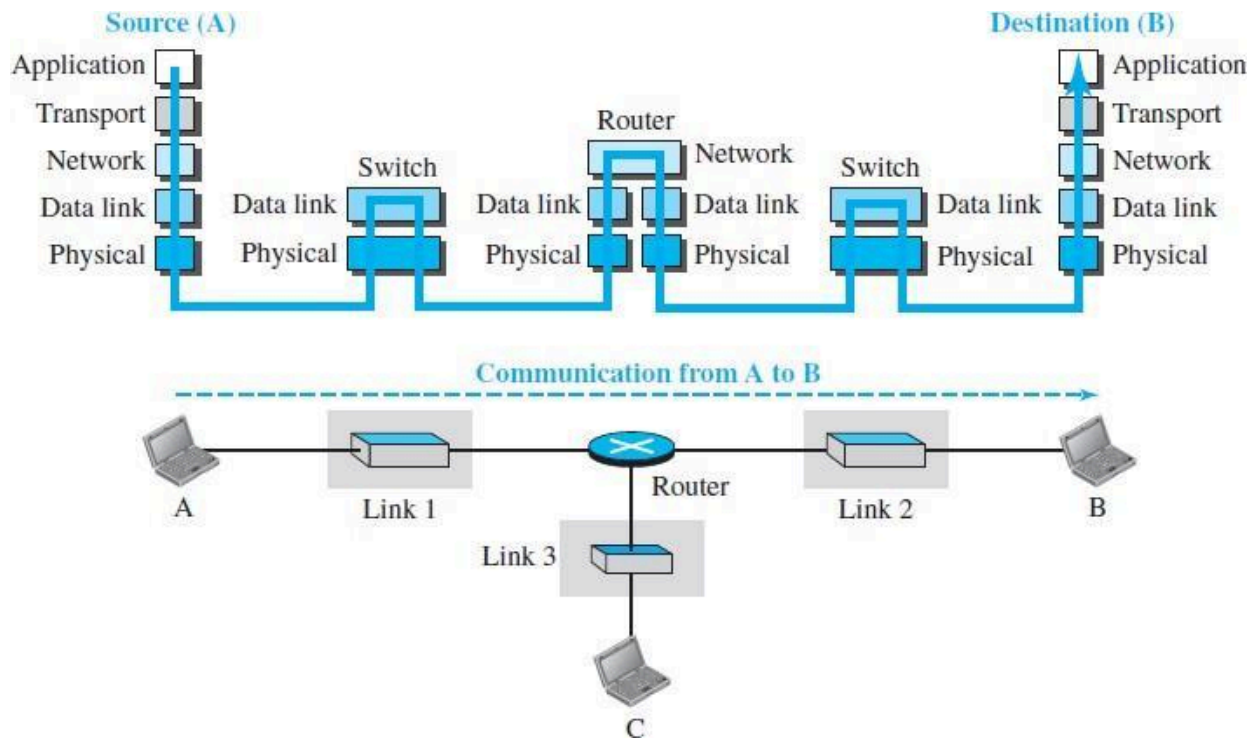 Source (A)
Destination (B)
Application
Application
Transport
Transport
Router
Network
Network
Network
Switch
Switch
Data link
Data link
Data link
Data link
Data link
Data link
Physical
Physical
Physical
Physical
Physical
Physical
Communication from A to B
Router
A
Link 1
Link 2
B
Link 3
C